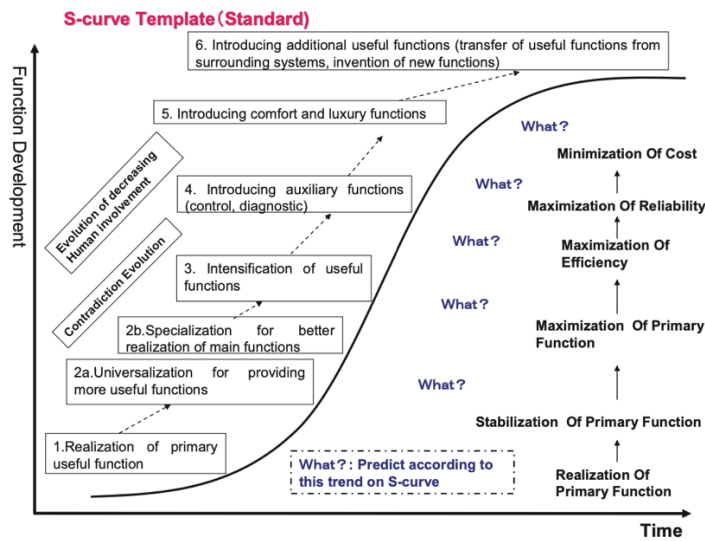 S-curve Template(Standard)
6. Introducing additional useful functions (transfer of useful functions from
surrounding systems, invention of new functions)
Function Development
5. Introducing comfort and luxury functions
What?
Minimization Of Cost
Evolution of decreasing
Human involvement
4. Introducing auxiliary functions
(control, diagnostic)
What?
Maximization Of Reliability
What?
Maximization Of
Efficiency
3. Intensification of useful
functions
Contradiction Evolution
What?
2b.Specialization for better
realization of main functions
Maximization Of Primary
Function
2a.Universalization for providing
more useful functions
What?
Stabilization Of Primary Function
1.Realization of primary
useful function
What?: Predict according to
this trend on S-curve
Realization Of
Primary Function
Time